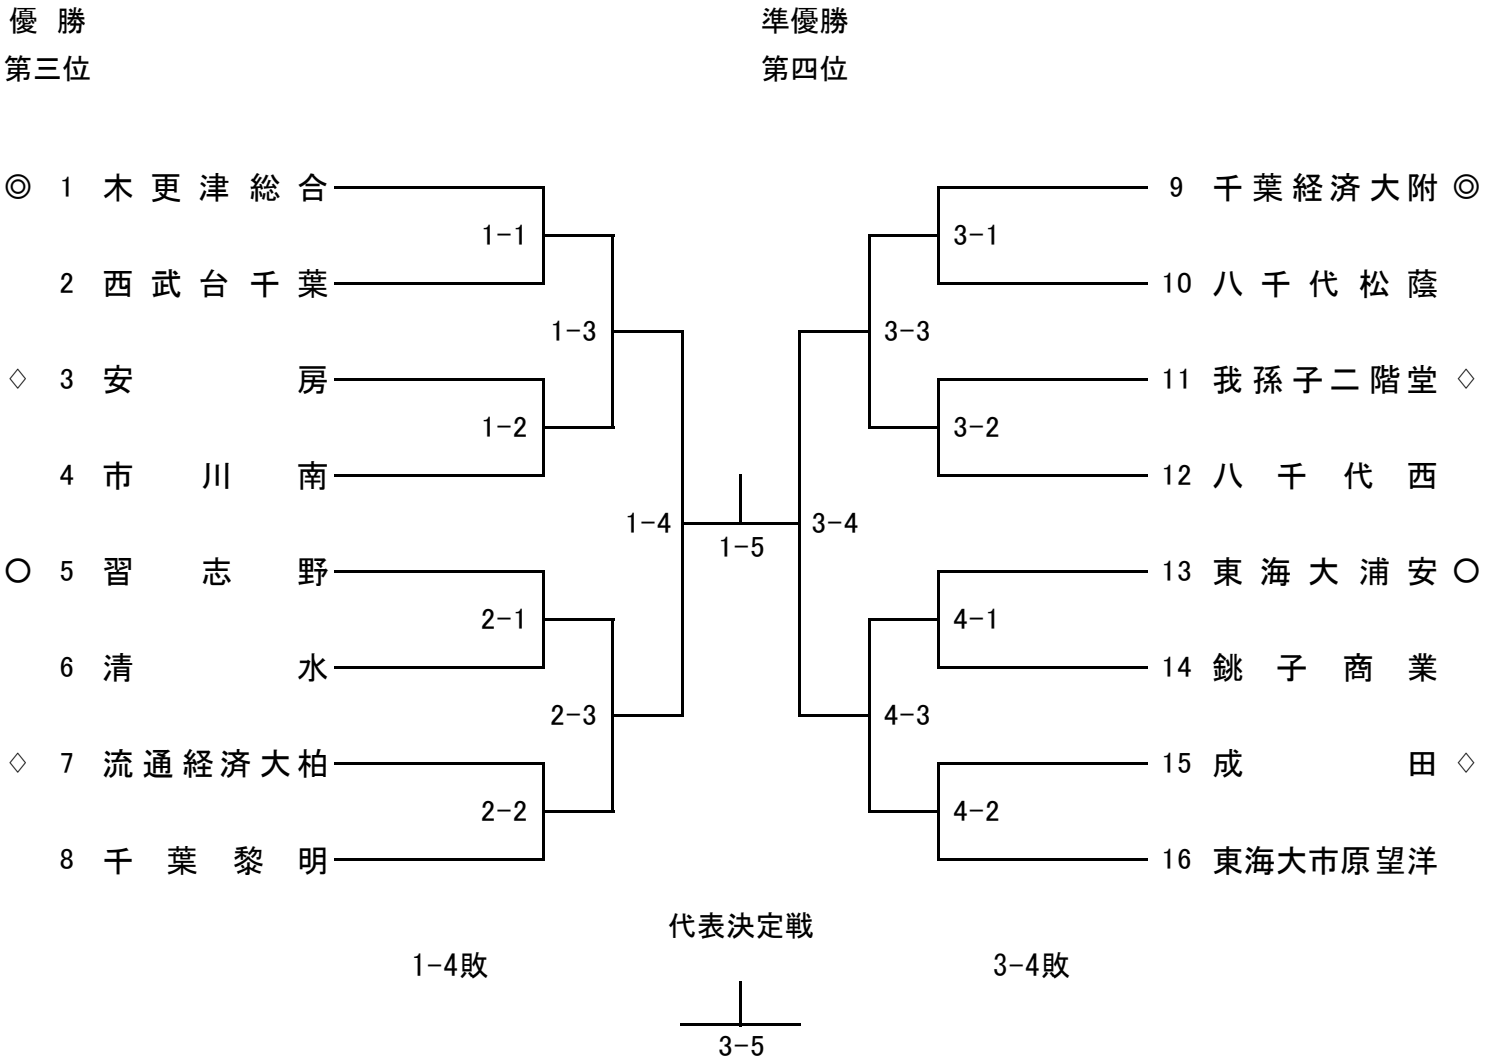 優勝 準優勝
第三位 第四位
◎ 1 木更津総合 9 千葉経済大附 ◎
1-1 3-1
2 西武台千葉 10 八千代松蔭
1-3 3-3
◇ 3 安房 11 我孫子二階堂 ◇
1-2 3-2
4 市川南 12 八千代西
1-4 3-4
1-5
○ 5 習志野 13 東海大浦安 ○
2-1 4-1
6 清水 14 銚子商業
2-3 4-3
◇ 7 流通経済大柏 15 成田 ◇
2-2 4-2
8 千葉黎明 16 東海大市原望洋
代表決定戦
1-4敗 3-4敗
3-5